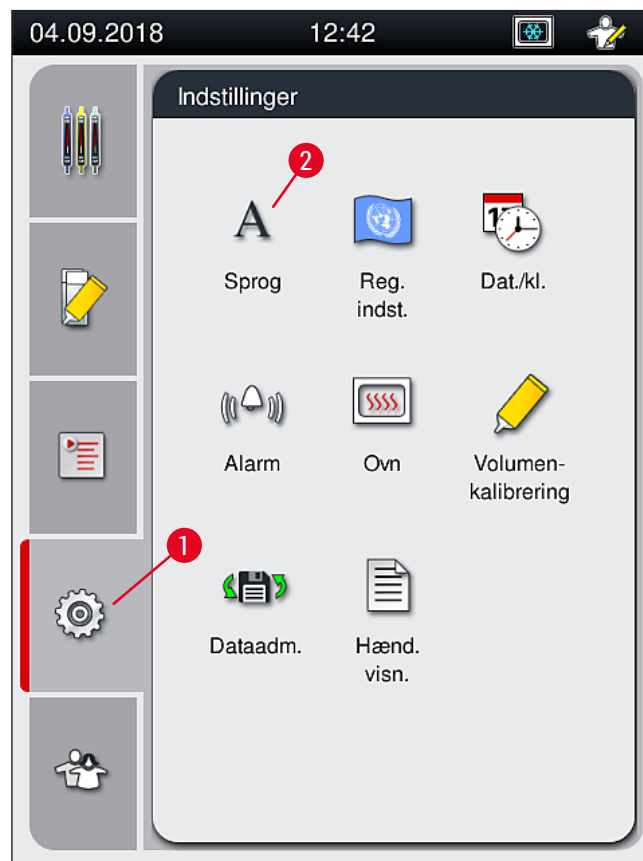 04.09.2018 12:42
Indstillinger
2
A
Sprog Reg. Dat./kl.
indst.
Alarm Ovn Volumen-
kalibrering
1
Dataadm. Hænd.
visn.